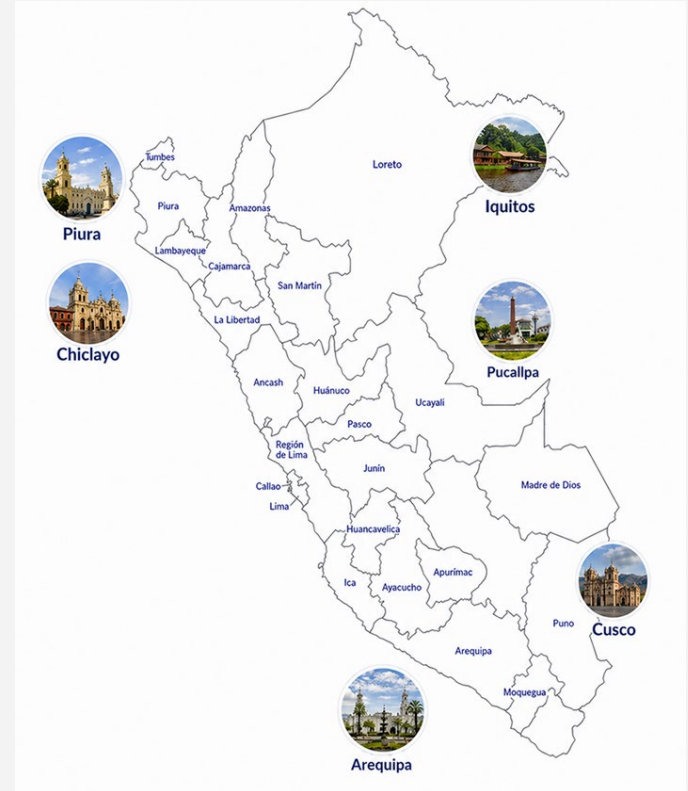 Tumbes
Loreto
Iquitos
Piura
Amazonas
Piura
Lambayeque
Cajamarca
San Martín
La Libertad
Chiclayo
Pucallpa
Ancash
Huánuco
Ucayali
Pasco
Región
de Lima
Junín
Callao
Madre de Dios
Lima
Huancavelica
Apurímac
Ica
Ayacucho
Puno
Cusco
Arequipa
Moquegua
Arequipa